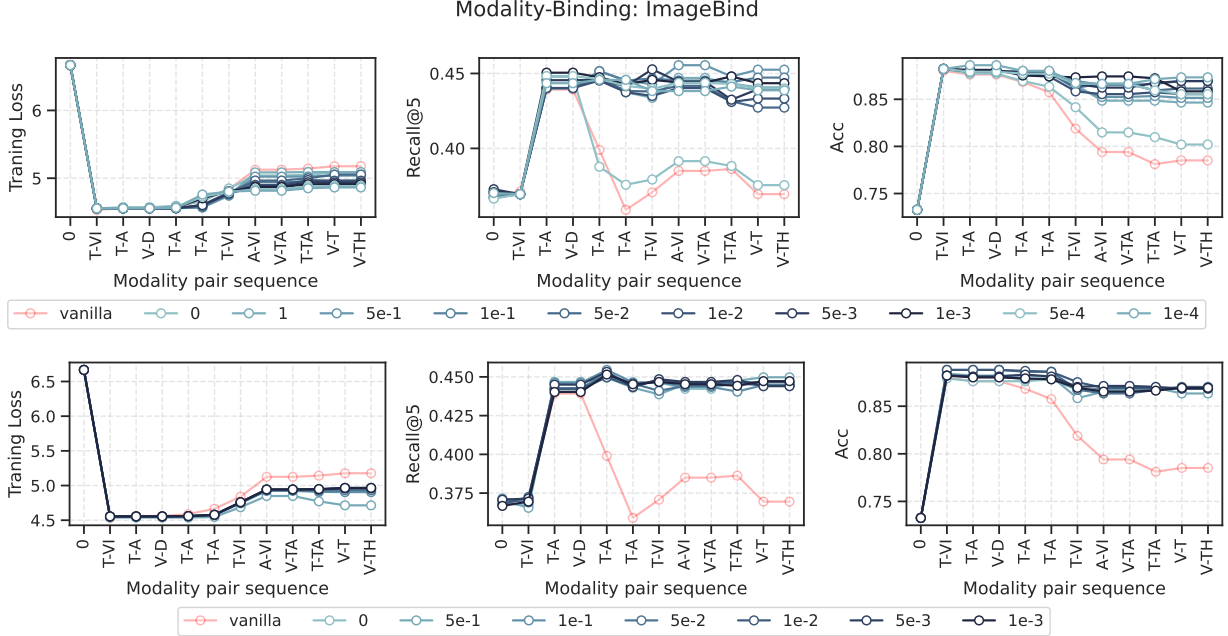 Modality-Binding: ImageBind
Traning Loss
6
5
0
T-VI
T-A
V-D
T-A
T-A
T-VI
A-VI
V-TA
T-TA
V-T
V-TH
Modality pair sequence
Recall@5
0.45
0.40
0
T-VI
T-A
V-D
T-A
T-A
T-VI
A-VI
V-TA
T-TA
V-T
V-TH
Modality pair sequence
Acc
0.85
0.80
0.75
0
T-VI
T-A
V-D
T-A
T-A
T-VI
A-VI
V-TA
T-TA
V-T
V-TH
Modality pair sequence
vanilla 0 1 5e-1 1e-1 5e-2 1e-2 5e-3 1e-3 5e-4 1e-4
Traning Loss
6.5
6.0
5.5
5.0
4.5
0
T-VI
T-A
V-D
T-A
T-A
T-VI
A-VI
V-TA
T-TA
V-T
V-TH
Modality pair sequence
Recall@5
0.450
0.425
0.400
0.375
0
T-VI
T-A
V-D
T-A
T-A
T-VI
A-VI
V-TA
T-TA
V-T
V-TH
Modality pair sequence
Acc
0.85
0.80
0.75
0
T-VI
T-A
V-D
T-A
T-A
T-VI
A-VI
V-TA
T-TA
V-T
V-TH
Modality pair sequence
vanilla 0 5e-1 1e-1 5e-2 1e-2 5e-3 1e-3